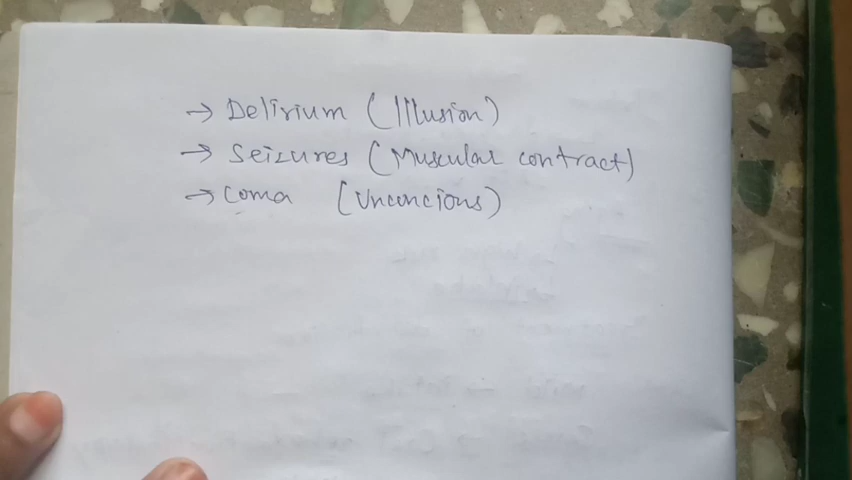 → Delirium (Illusion)
→ Seizures (Muscular contract)
→ Coma (Unconcious)